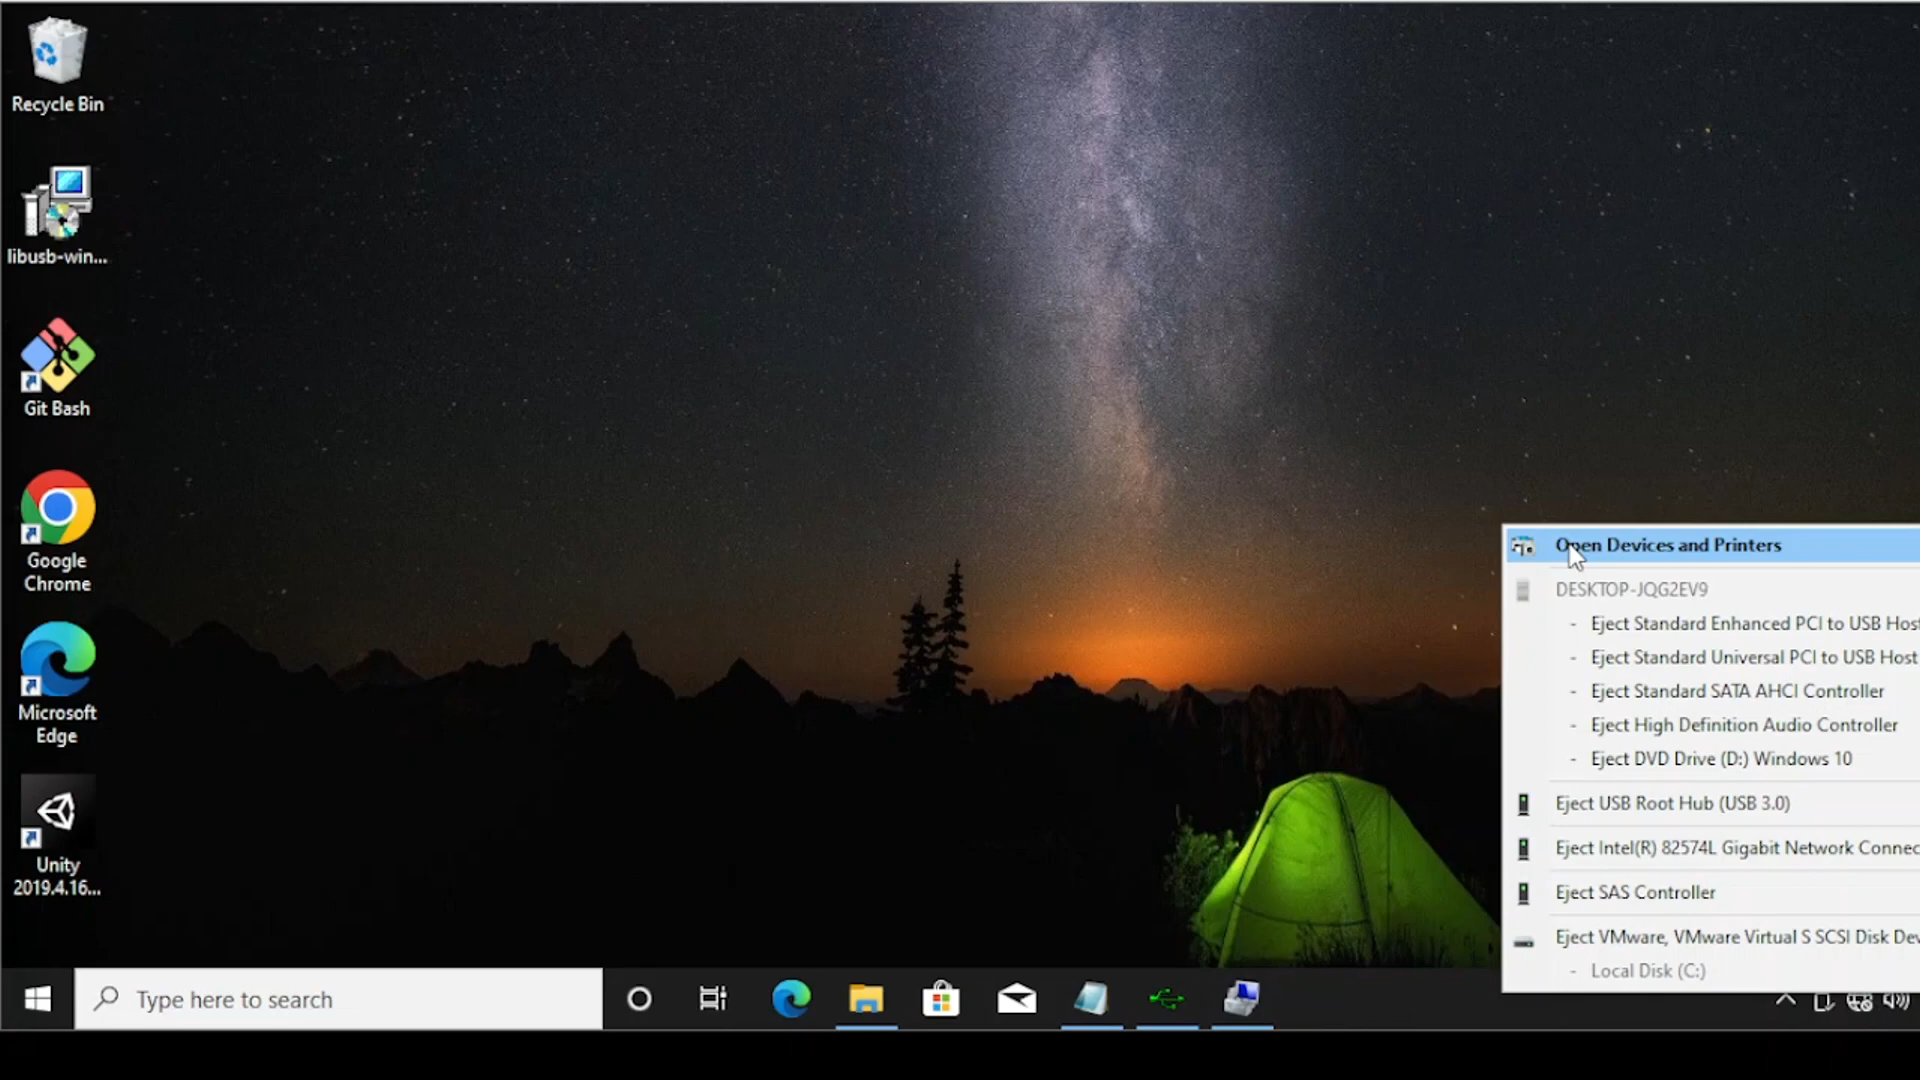 Recycle Bin
libusb-win...
Git Bash
Google
Chrome
Microsoft
Edge
Unity
2019.4.16...
Open Devices and Printers
DESKTOP-JQG2EV9
- Eject Standard Enhanced PCI to USB Host
- Eject Standard Universal PCI to USB Host
- Eject Standard SATA AHCI Controller
- Eject High Definition Audio Controller
- Eject DVD Drive (D:) Windows 10
Eject USB Root Hub (USB 3.0)
Eject Intel(R) 82574L Gigabit Network Connec
Eject SAS Controller
Eject VMware, VMware Virtual S SCSI Disk Dev
- Local Disk (C:)
Type here to search